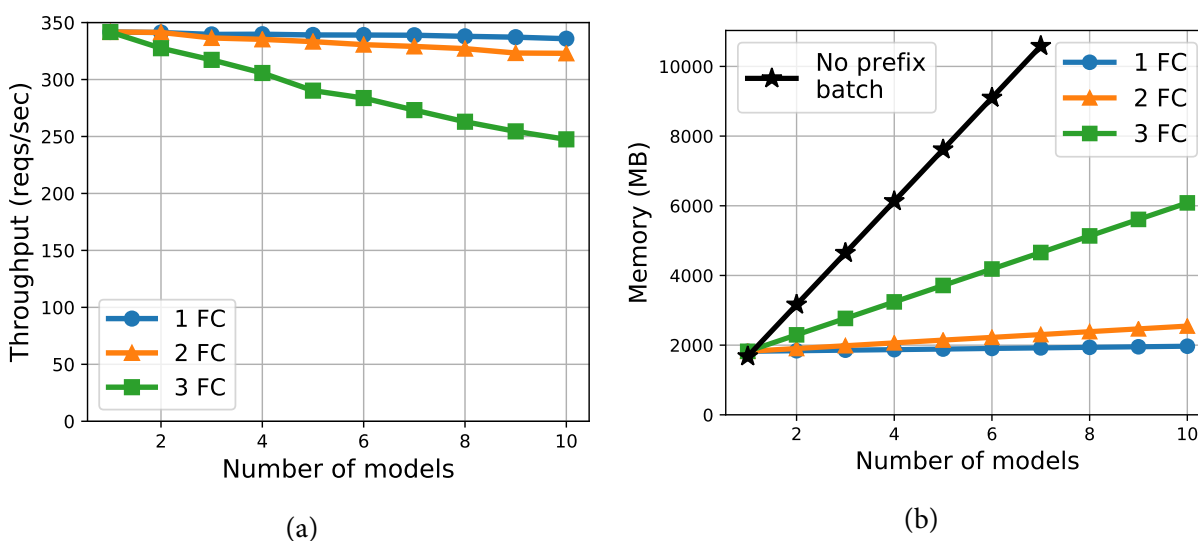 350
300
250
200
150
100
50
0
Throughput (reqs/sec)
1 FC
2 FC
3 FC
2 4 6 8 10
Number of models
(a)
10000
8000
6000
4000
2000
0
Memory (MB)
No prefix
batch
1 FC
2 FC
3 FC
2 4 6 8 10
Number of models
(b)